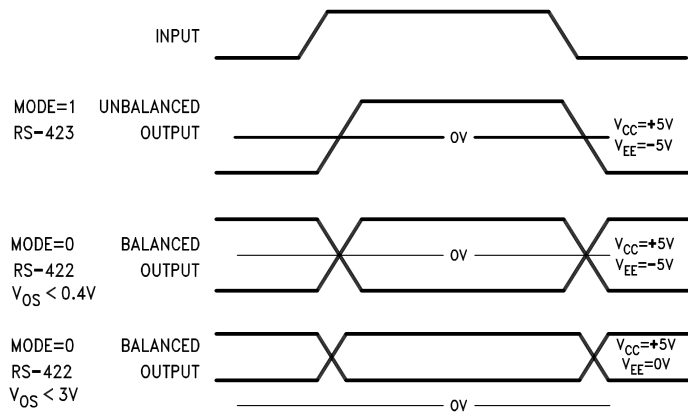 INPUT
MODE=1 UNBALANCED
RS-423 OUTPUT
0V
VCC=+5V
VEE=-5V
MODE=0 BALANCED
RS-422 OUTPUT
VOS < 0.4V
0V
VCC=+5V
VEE=-5V
MODE=0 BALANCED
RS-422 OUTPUT
VOS < 3V
VCC=+5V
VEE=0V
0V